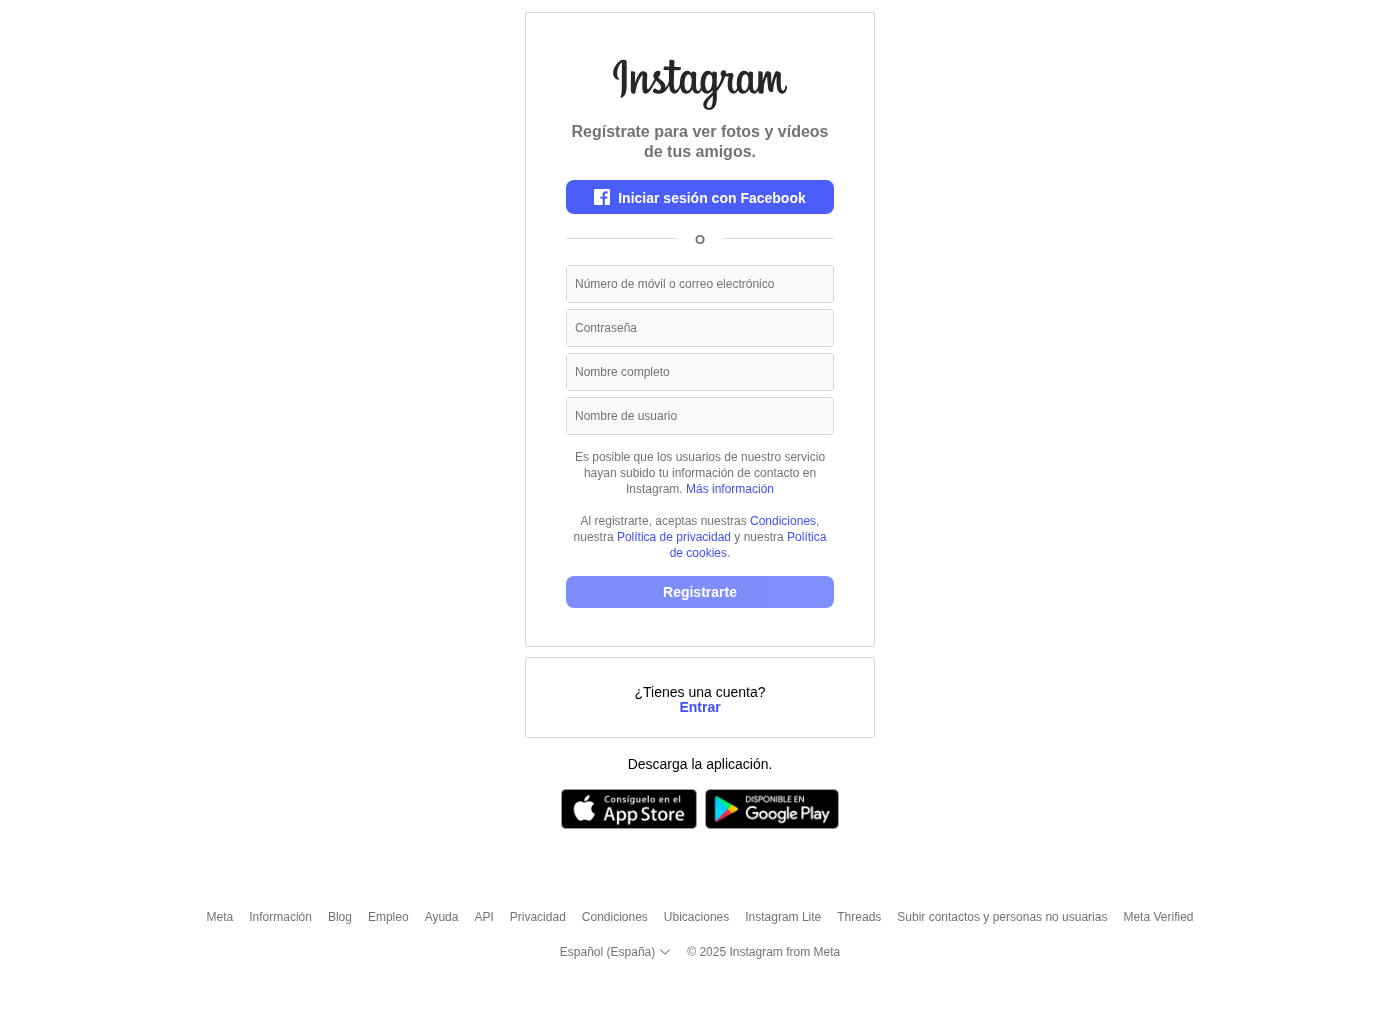 Instagram
Regístrate para ver fotos y vídeos
de tus amigos.
Iniciar sesión con Facebook
O
Número de móvil o correo electrónico
Contraseña
Nombre completo
Nombre de usuario
Es posible que los usuarios de nuestro servicio
hayan subido tu información de contacto en
Instagram. Más información
Al registrarte, aceptas nuestras Condiciones,
nuestra Política de privacidad y nuestra Política
de cookies.
Registrarte
¿Tienes una cuenta?
Entrar
Descarga la aplicación.
Consíguelo en el
App Store
DISPONIBLE EN
Google Play
Meta Información Blog Empleo Ayuda API Privacidad Condiciones Ubicaciones Instagram Lite Threads Subir contactos y personas no usuarias Meta Verified
Español (España) © 2025 Instagram from Meta